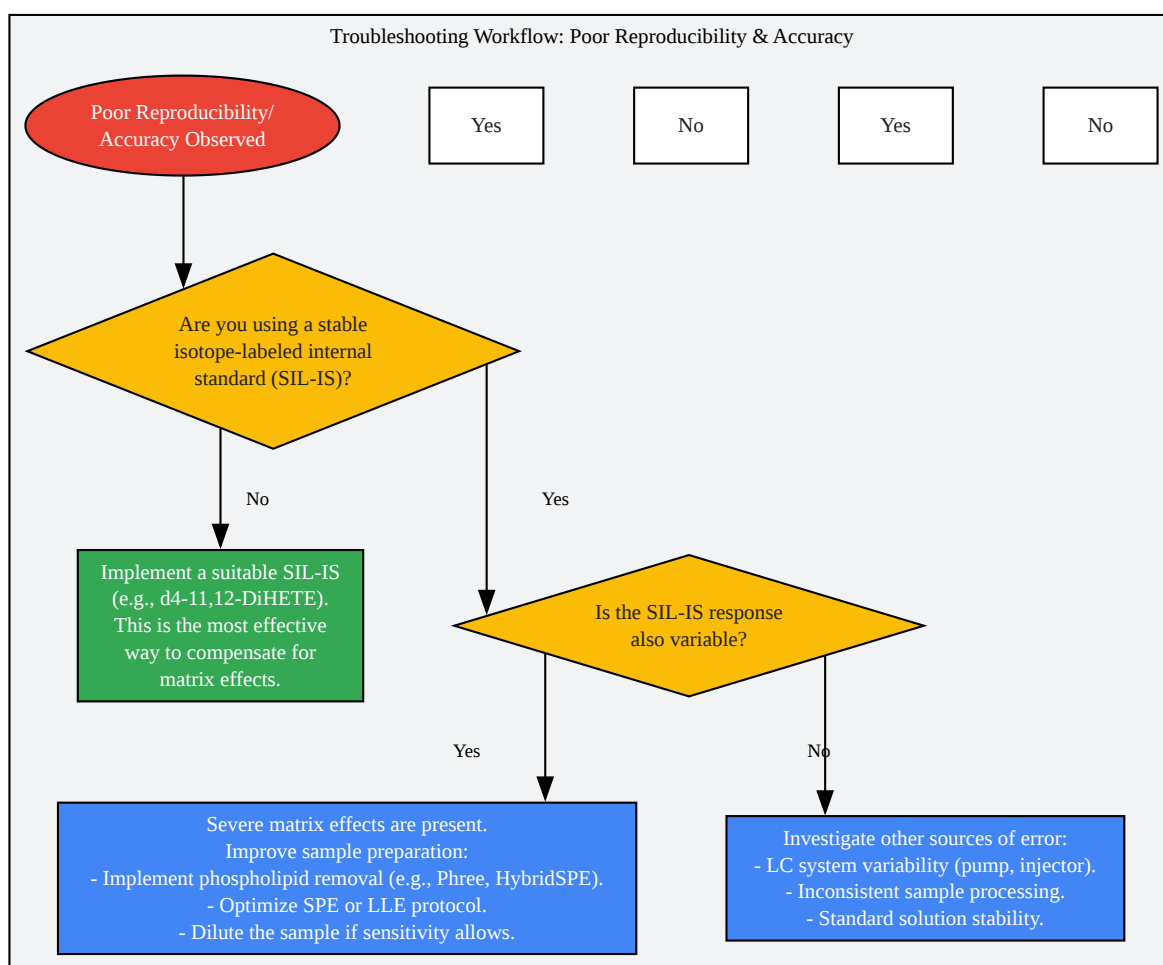 Troubleshooting Workflow: Poor Reproducibility & Accuracy
Poor Reproducibility/
Accuracy Observed
Yes
No
Yes
No
Are you using a stable
isotope-labeled internal
standard (SIL-IS)?
No
Yes
Implement a suitable SIL-IS
(e.g., d4-11,12-DiHETE).
This is the most effective
way to compensate for
matrix effects.
Is the SIL-IS response
also variable?
Yes
No
Severe matrix effects are present.
Improve sample preparation:
- Implement phospholipid removal (e.g., Phree, HybridSPE).
- Optimize SPE or LLE protocol.
- Dilute the sample if sensitivity allows.
Investigate other sources of error:
- LC system variability (pump, injector).
- Inconsistent sample processing.
- Standard solution stability.